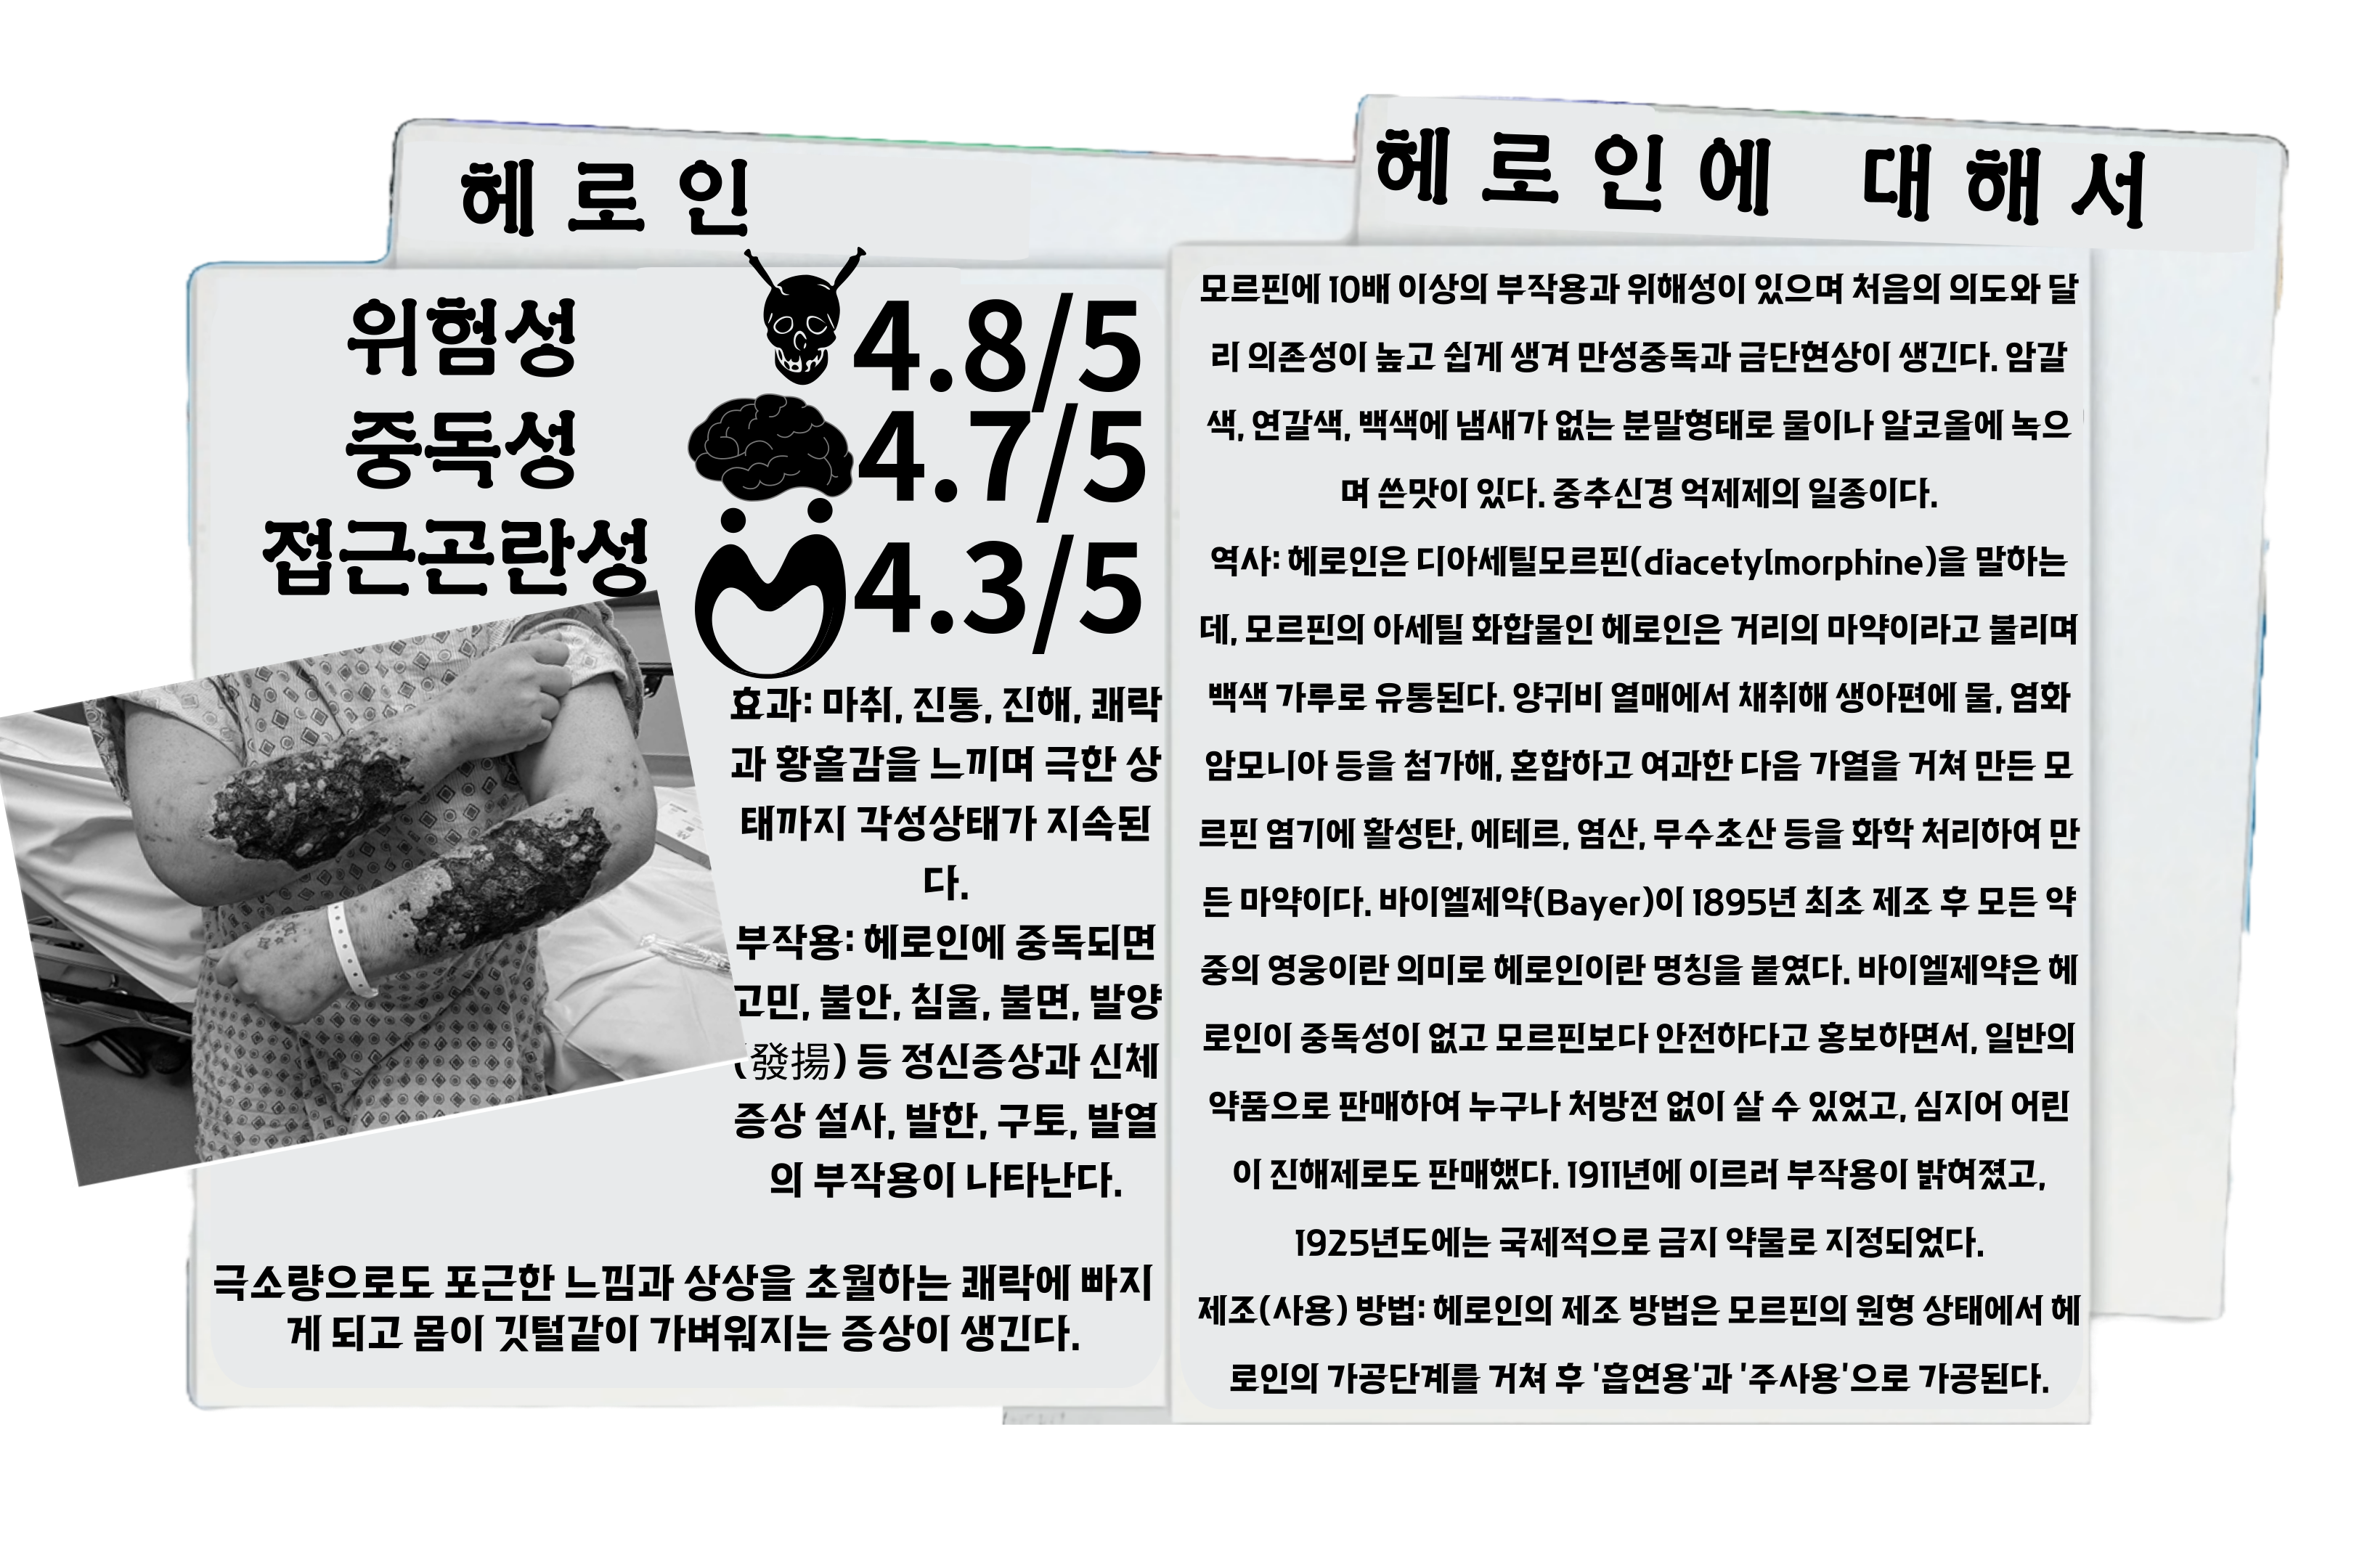 헤로인
위험성 4.8/5
중독성 4.7/5
접근곤란성 4.3/5
효과: 마취, 진통, 진해, 쾌락
과 황홀감을 느끼며 극한 상
태까지 각성상태가 지속된
다.
부작용: 헤로인에 중독되면
고민, 불안, 침울, 불면, 발양
(發揚) 등 정신증상과 신체
증상 설사, 발한, 구토, 발열
의 부작용이 나타난다.
극소량으로도 포근한 느낌과 상상을 초월하는 쾌락에 빠지
게 되고 몸이 깃털같이 가벼워지는 증상이 생긴다.
헤로인에 대해서
모르핀에 10배 이상의 부작용과 위해성이 있으며 처음의 의도와 달
리 의존성이 높고 쉽게 생겨 만성중독과 금단현상이 생긴다. 암갈
색, 연갈색, 백색에 냄새가 없는 분말형태로 물이나 알코올에 녹으
며 쓴맛이 있다. 중추신경 억제제의 일종이다.
역사: 헤로인은 디아세틸모르핀(diacetylmorphine)을 말하는
데, 모르핀의 아세틸 화합물인 헤로인은 거리의 마약이라고 불리며
백색 가루로 유통된다. 양귀비 열매에서 채취해 생아편에 물, 염화
암모니아 등을 첨가해, 혼합하고 여과한 다음 가열을 거쳐 만든 모
르핀 염기에 활성탄, 에테르, 염산, 무수초산 등을 화학 처리하여 만
든 마약이다. 바이엘제약(Bayer)이 1895년 최초 제조 후 모든 약
중의 영웅이란 의미로 헤로인이란 명칭을 붙였다. 바이엘제약은 헤
로인이 중독성이 없고 모르핀보다 안전하다고 홍보하면서, 일반의
약품으로 판매하여 누구나 처방전 없이 살 수 있었고, 심지어 어린
이 진해제로도 판매했다. 1911년에 이르러 부작용이 밝혀졌고,
1925년도에는 국제적으로 금지 약물로 지정되었다.
제조(사용) 방법: 헤로인의 제조 방법은 모르핀의 원형 상태에서 헤
로인의 가공단계를 거쳐 후 '흡연용'과 '주사용'으로 가공된다.